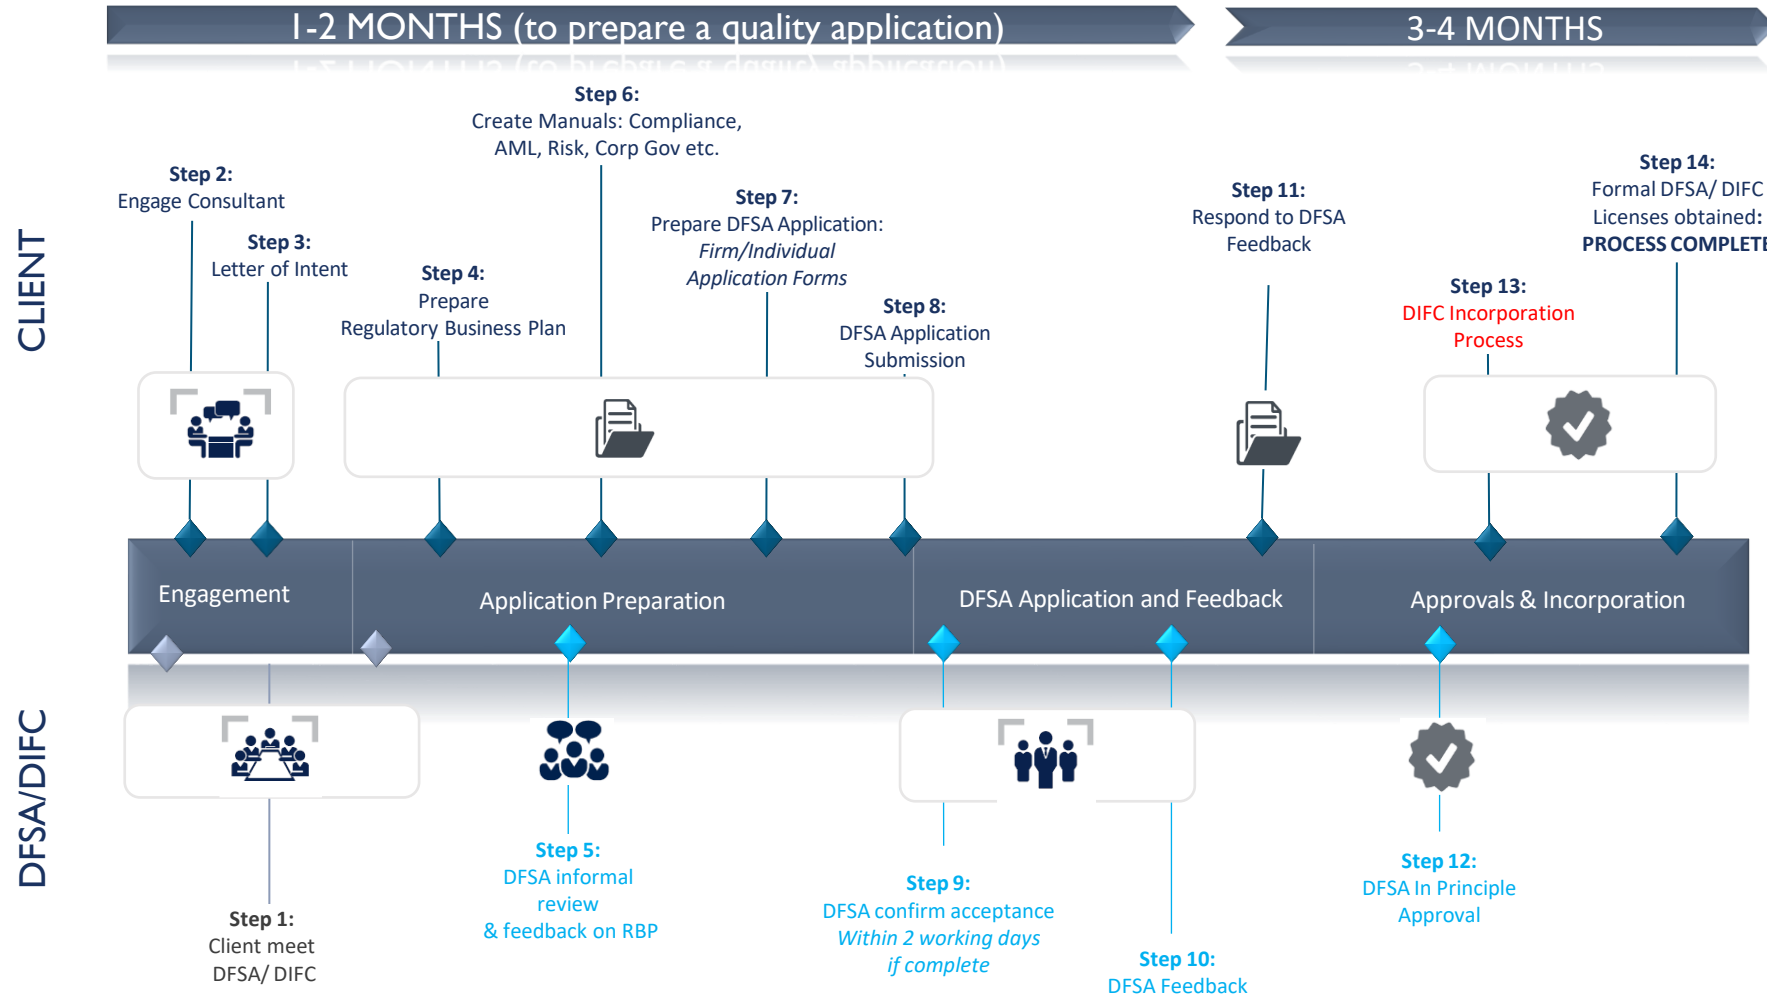 1-2 MONTHS (to prepare a quality application)
3-4 MONTHS
CLIENT
Step 2:
Engage Consultant
Step 3:
Letter of Intent
Step 4:
Prepare
Regulatory Business Plan
Step 6:
Create Manuals: Compliance,
AML, Risk, Corp Gov etc.
Step 7:
Prepare DFSA Application:
Firm/Individual
Application Forms
Step 8:
DFSA Application
Submission
Step 11:
Respond to DFSA
Feedback
Step 13:
DIFC Incorporation
Process
Step 14:
Formal DFSA/ DIFC
Licenses obtained:
PROCESS COMPLETE
Engagement
Application Preparation
DFSA Application and Feedback
Approvals & Incorporation
DFSA/DIFC
Step 1:
Client meet
DFSA/ DIFC
Step 5:
DFSA informal
review
& feedback on RBP
Step 9:
DFSA confirm acceptance
Within 2 working days
if complete
Step 10:
DFSA Feedback
Step 12:
DFSA In Principle
Approval